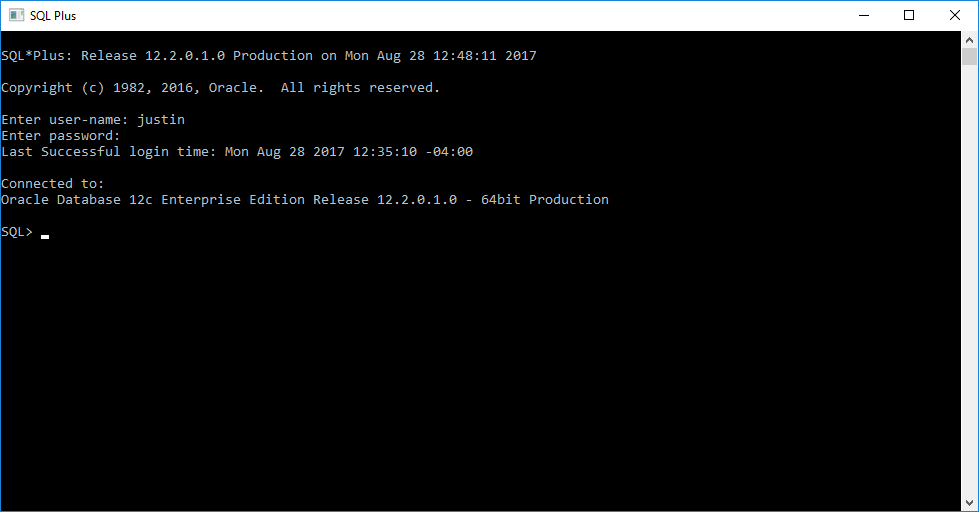 SQL Plus
SQL*Plus: Release 12.2.0.1.0 Production on Mon Aug 28 12:48:11 2017
Copyright (c) 1982, 2016, Oracle.  All rights reserved.
Enter user-name: justin
Enter password:
Last Successful login time: Mon Aug 28 2017 12:35:10 -04:00
Connected to:
Oracle Database 12c Enterprise Edition Release 12.2.0.1.0 - 64bit Production
SQL>